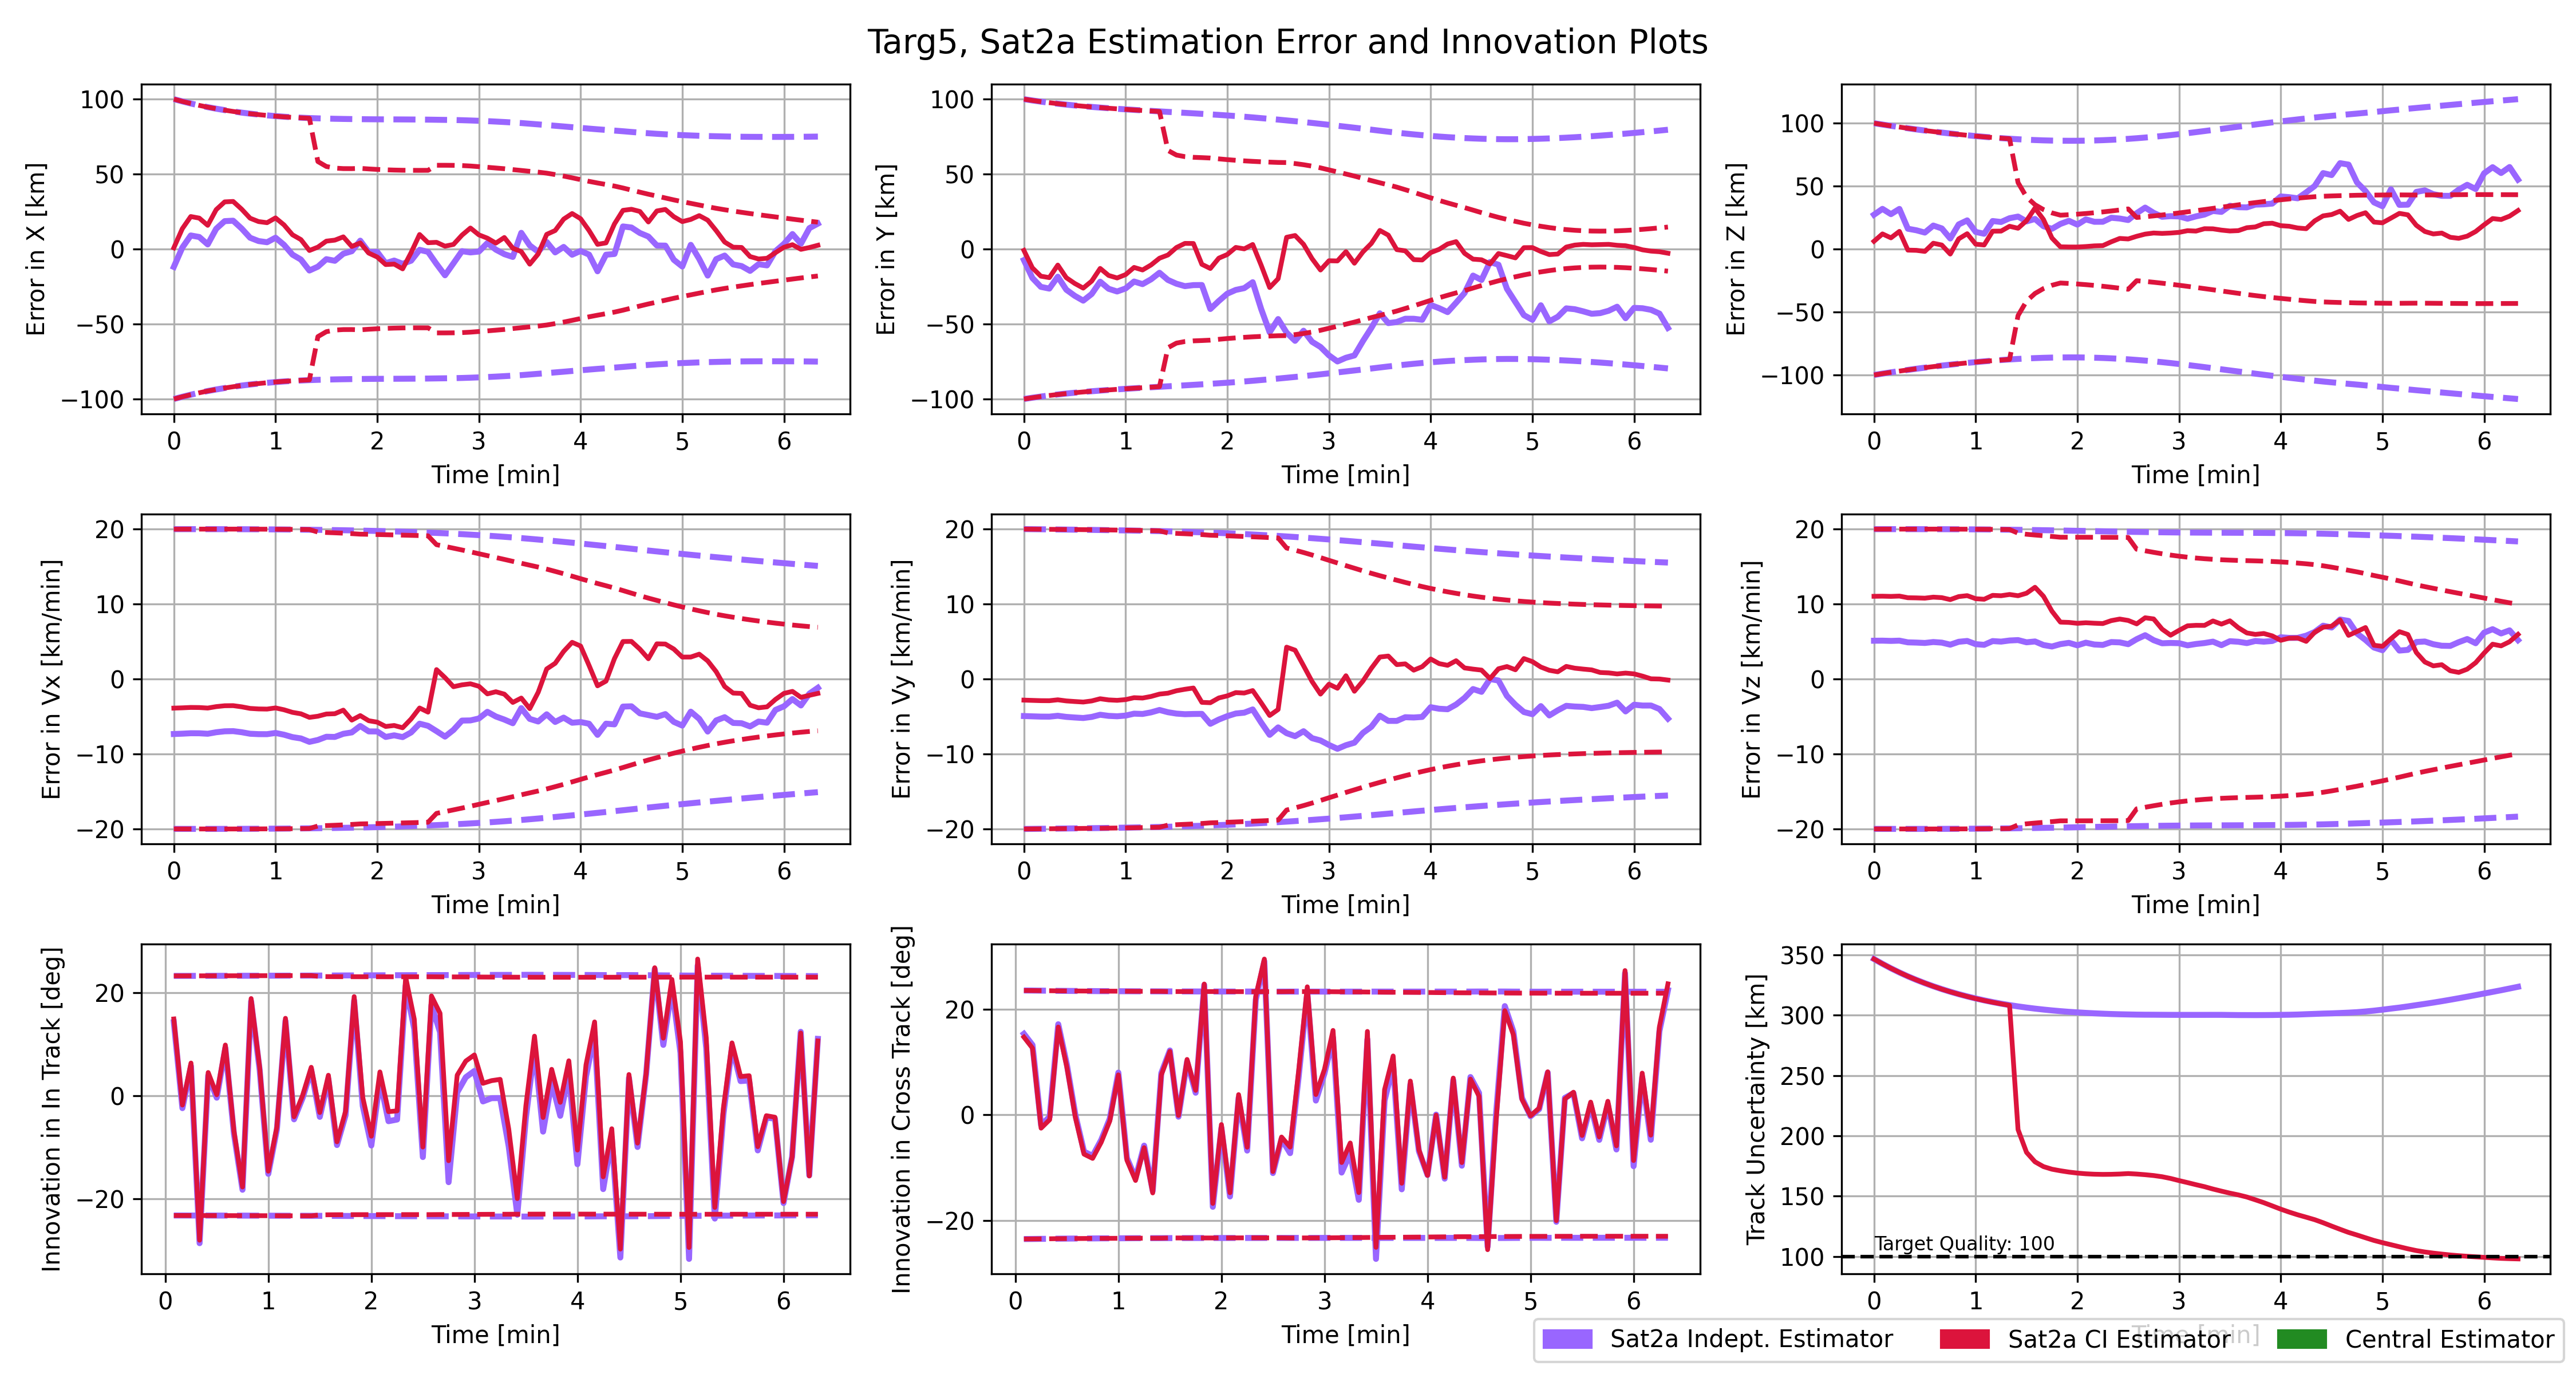 Targ5, Sat2a Estimation Error and Innovation Plots
Error in X [km]
100
50
0
−50
−100
0 1 2 3 4 5 6
Time [min]
Error in Y [km]
100
50
0
−50
−100
0 1 2 3 4 5 6
Time [min]
Error in Z [km]
100
50
0
−50
−100
0 1 2 3 4 5 6
Time [min]
Error in Vx [km/min]
20
10
0
−10
−20
0 1 2 3 4 5 6
Time [min]
Error in Vy [km/min]
20
10
0
−10
−20
0 1 2 3 4 5 6
Time [min]
Error in Vz [km/min]
20
10
0
−10
−20
0 1 2 3 4 5 6
Time [min]
Innovation in In Track [deg]
20
0
−20
0 1 2 3 4 5 6
Time [min]
Innovation in Cross Track [deg]
20
0
−20
0 1 2 3 4 5 6
Time [min]
Track Uncertainty [km]
350
300
250
200
150
100
Target Quality: 100
0 1 2 3 4 5 6
Time [min]
Sat2a Indept. Estimator
Sat2a CI Estimator
Central Estimator